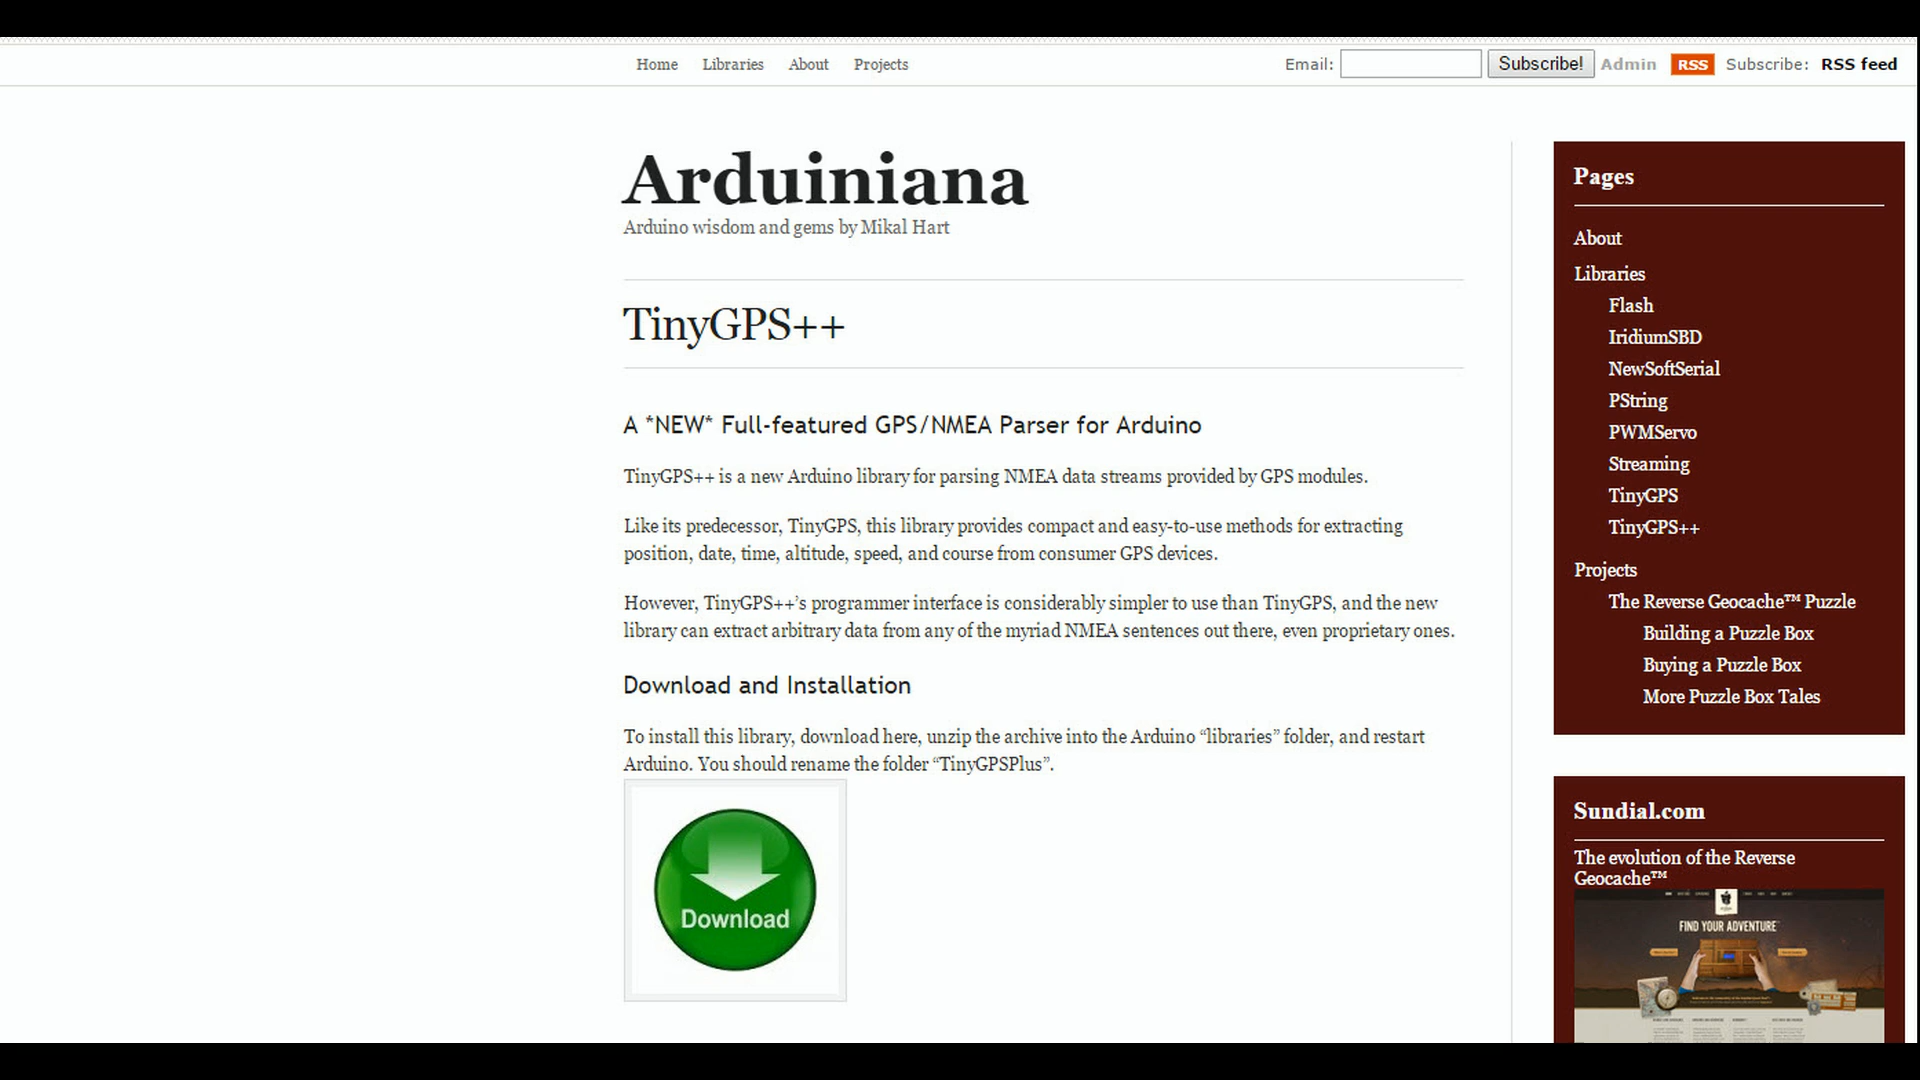 Home Libraries About Projects
Email: Subscribe! Admin RSS Subscribe: RSS feed
Arduiniana
Arduino wisdom and gems by Mikal Hart
TinyGPS++
A *NEW* Full-featured GPS/NMEA Parser for Arduino
TinyGPS++ is a new Arduino library for parsing NMEA data streams provided by GPS modules.
Like its predecessor, TinyGPS, this library provides compact and easy-to-use methods for extracting
position, date, time, altitude, speed, and course from consumer GPS devices.
However, TinyGPS++’s programmer interface is considerably simpler to use than TinyGPS, and the new
library can extract arbitrary data from any of the myriad NMEA sentences out there, even proprietary ones.
Download and Installation
To install this library, download here, unzip the archive into the Arduino “libraries” folder, and restart
Arduino. You should rename the folder “TinyGPSPlus”.
Download
Pages
About
Libraries
Flash
IridiumSBD
NewSoftSerial
PString
PWMServo
Streaming
TinyGPS
TinyGPS++
Projects
The Reverse Geocache™ Puzzle
Building a Puzzle Box
Buying a Puzzle Box
More Puzzle Box Tales
Sundial.com
The evolution of the Reverse
Geocache™
FIND YOUR ADVENTURE